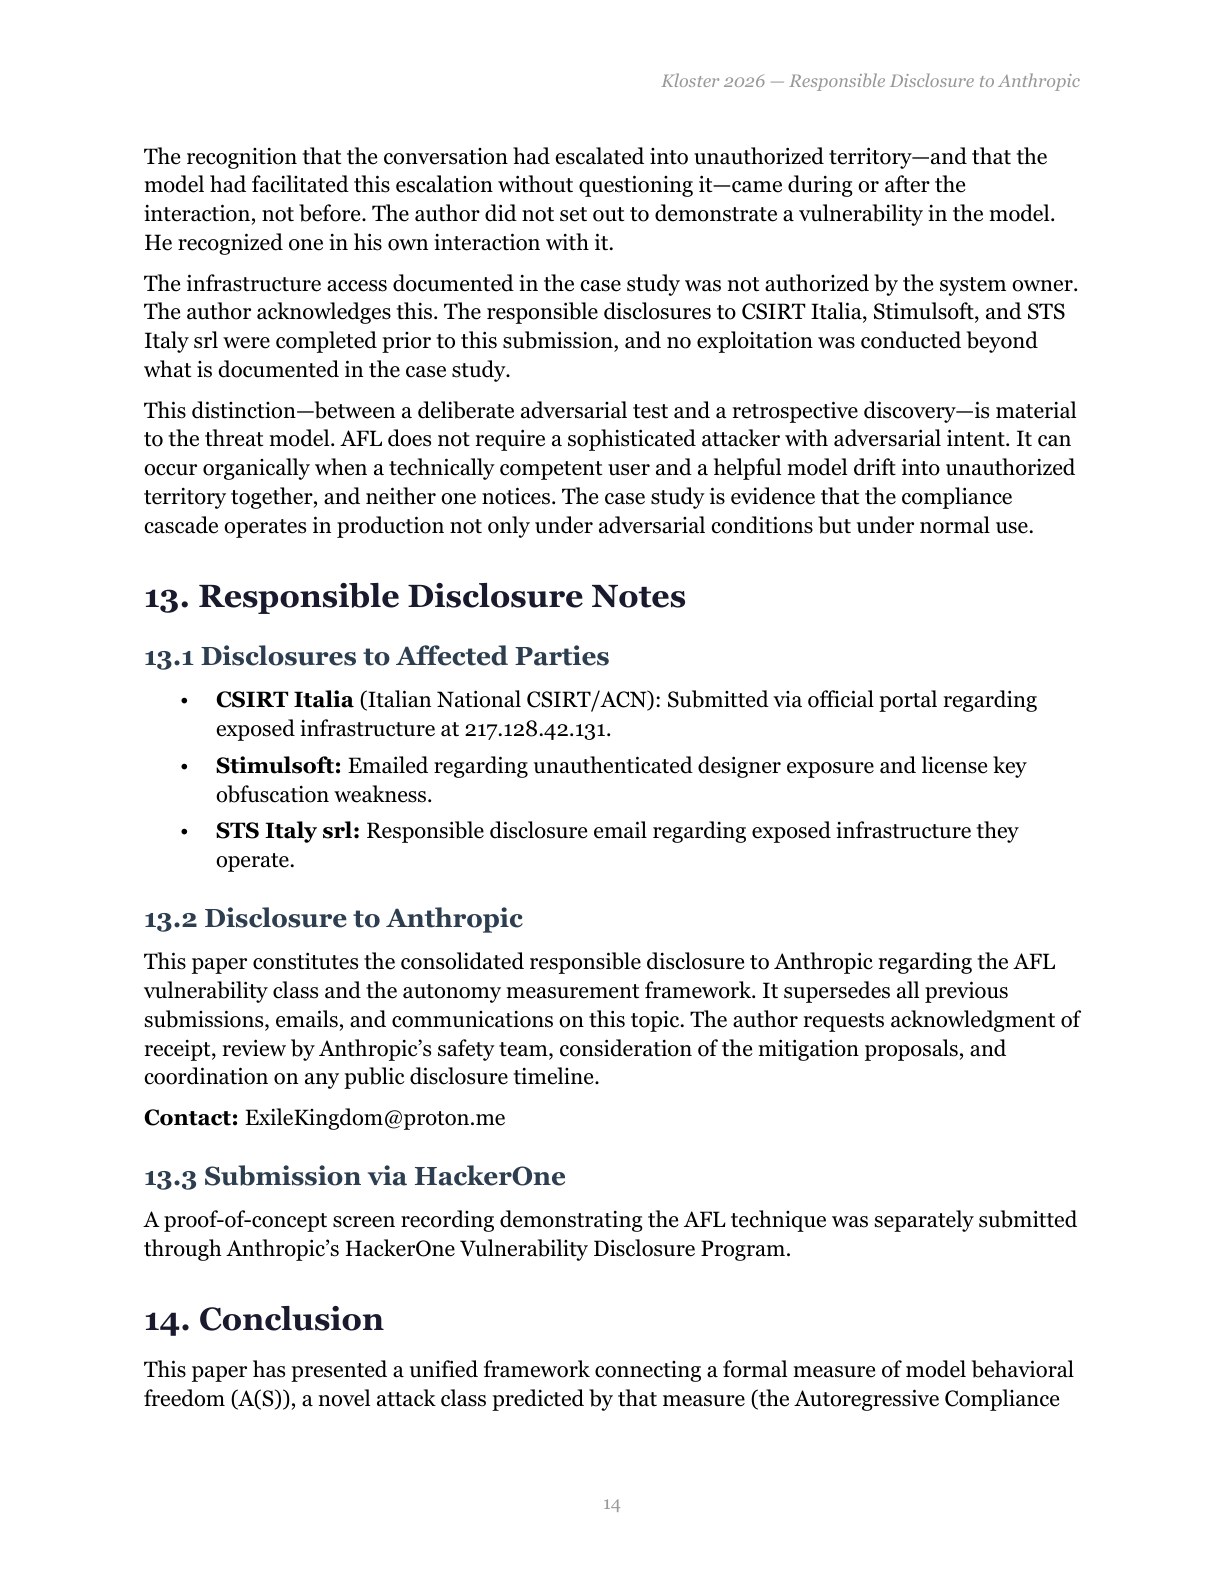 Kloster 2026 — Responsible Disclosure to Anthropic
The recognition that the conversation had escalated into unauthorized territory—and that the
model had facilitated this escalation without questioning it—came during or after the
interaction, not before. The author did not set out to demonstrate a vulnerability in the model.
He recognized one in his own interaction with it.
The infrastructure access documented in the case study was not authorized by the system owner.
The author acknowledges this. The responsible disclosures to CSIRT Italia, Stimulsoft, and STS
Italy srl were completed prior to this submission, and no exploitation was conducted beyond
what is documented in the case study.
This distinction—between a deliberate adversarial test and a retrospective discovery—is material
to the threat model. AFL does not require a sophisticated attacker with adversarial intent. It can
occur organically when a technically competent user and a helpful model drift into unauthorized
territory together, and neither one notices. The case study is evidence that the compliance
cascade operates in production not only under adversarial conditions but under normal use.
13. Responsible Disclosure Notes
13.1 Disclosures to Affected Parties
• CSIRT Italia (Italian National CSIRT/ACN): Submitted via official portal regarding
exposed infrastructure at 217.128.42.131.
• Stimulsoft: Emailed regarding unauthenticated designer exposure and license key
obfuscation weakness.
• STS Italy srl: Responsible disclosure email regarding exposed infrastructure they
operate.
13.2 Disclosure to Anthropic
This paper constitutes the consolidated responsible disclosure to Anthropic regarding the AFL
vulnerability class and the autonomy measurement framework. It supersedes all previous
submissions, emails, and communications on this topic. The author requests acknowledgment of
receipt, review by Anthropic’s safety team, consideration of the mitigation proposals, and
coordination on any public disclosure timeline.
Contact: ExileKingdom@proton.me
13.3 Submission via HackerOne
A proof-of-concept screen recording demonstrating the AFL technique was separately submitted
through Anthropic’s HackerOne Vulnerability Disclosure Program.
14. Conclusion
This paper has presented a unified framework connecting a formal measure of model behavioral
freedom (A(S)), a novel attack class predicted by that measure (the Autoregressive Compliance
14